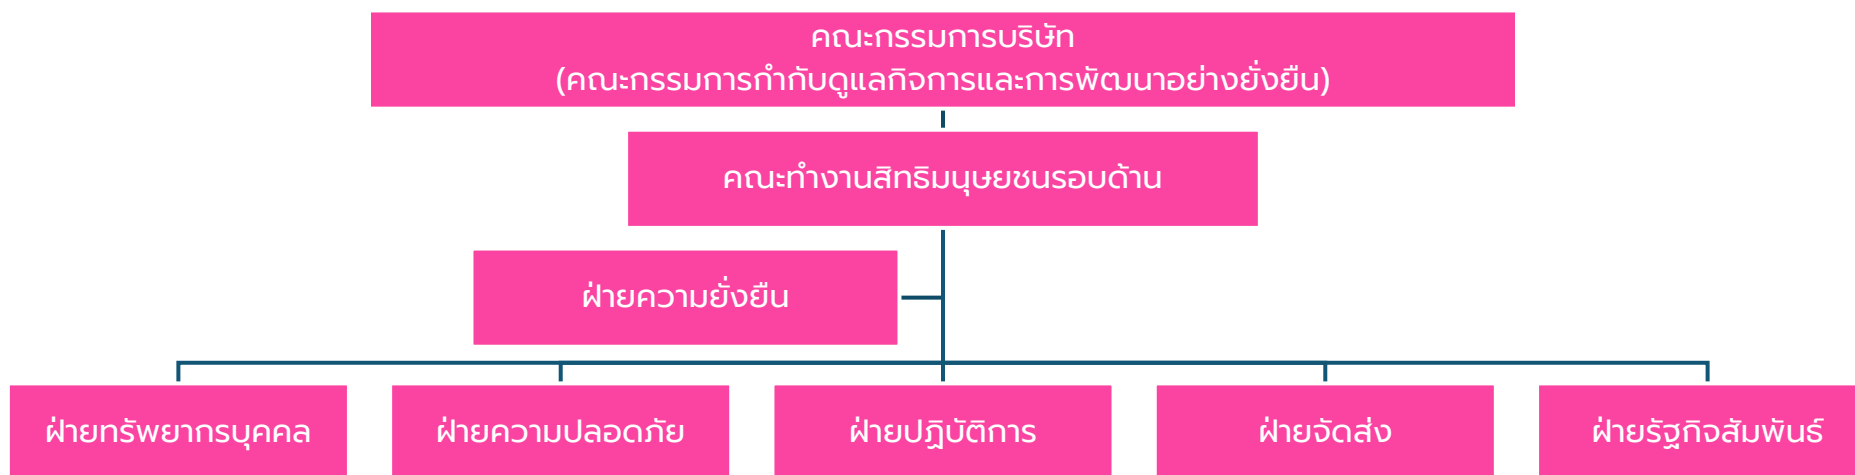 คณะกรรมการบริษัท
(คณะกรรมการกำกับดูแลกิจการและการพัฒนาอย่างยั่งยืน)
คณะทำงานสิทธิมนุษยชนรอบด้าน
ฝ่ายความยั่งยืน
ฝ่ายทรัพยากรบุคคล
ฝ่ายความปลอดภัย
ฝ่ายปฏิบัติการ
ฝ่ายจัดส่ง
ฝ่ายรัฐกิจสัมพันธ์